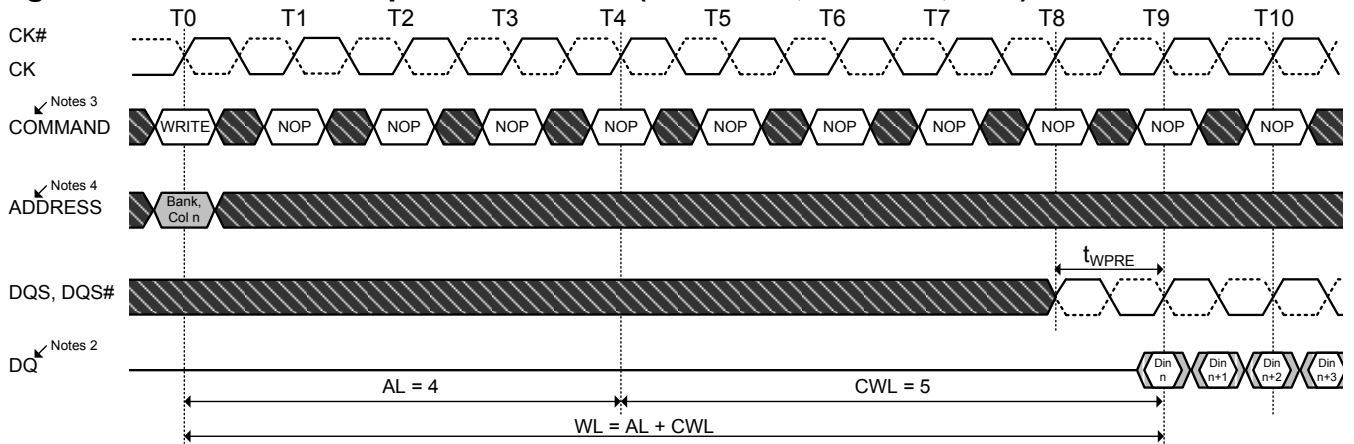 T0 T1 T2 T3 T4 T5 T6 T7 T8 T9 T10
CK#
CK
Notes 3
COMMAND WRITE NOP NOP NOP NOP NOP NOP NOP NOP NOP NOP
Notes 4
ADDRESS Bank,
Col n
tWPRE
DQS, DQS#
Notes 2
DQ Din
n Din
n+1 Din
n+2 Din
n+3
AL = 4 CWL = 5
WL = AL + CWL